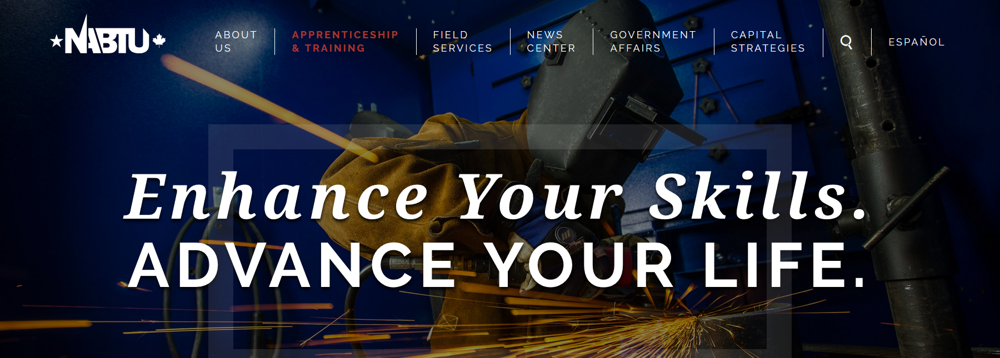 NABTU
ABOUT
US
APPRENTICESHIP
& TRAINING
FIELD
SERVICES
NEWS
CENTER
GOVERNMENT
AFFAIRS
CAPITAL
STRATEGIES
ESPAÑOL
Enhance Your Skills.
ADVANCE YOUR LIFE.